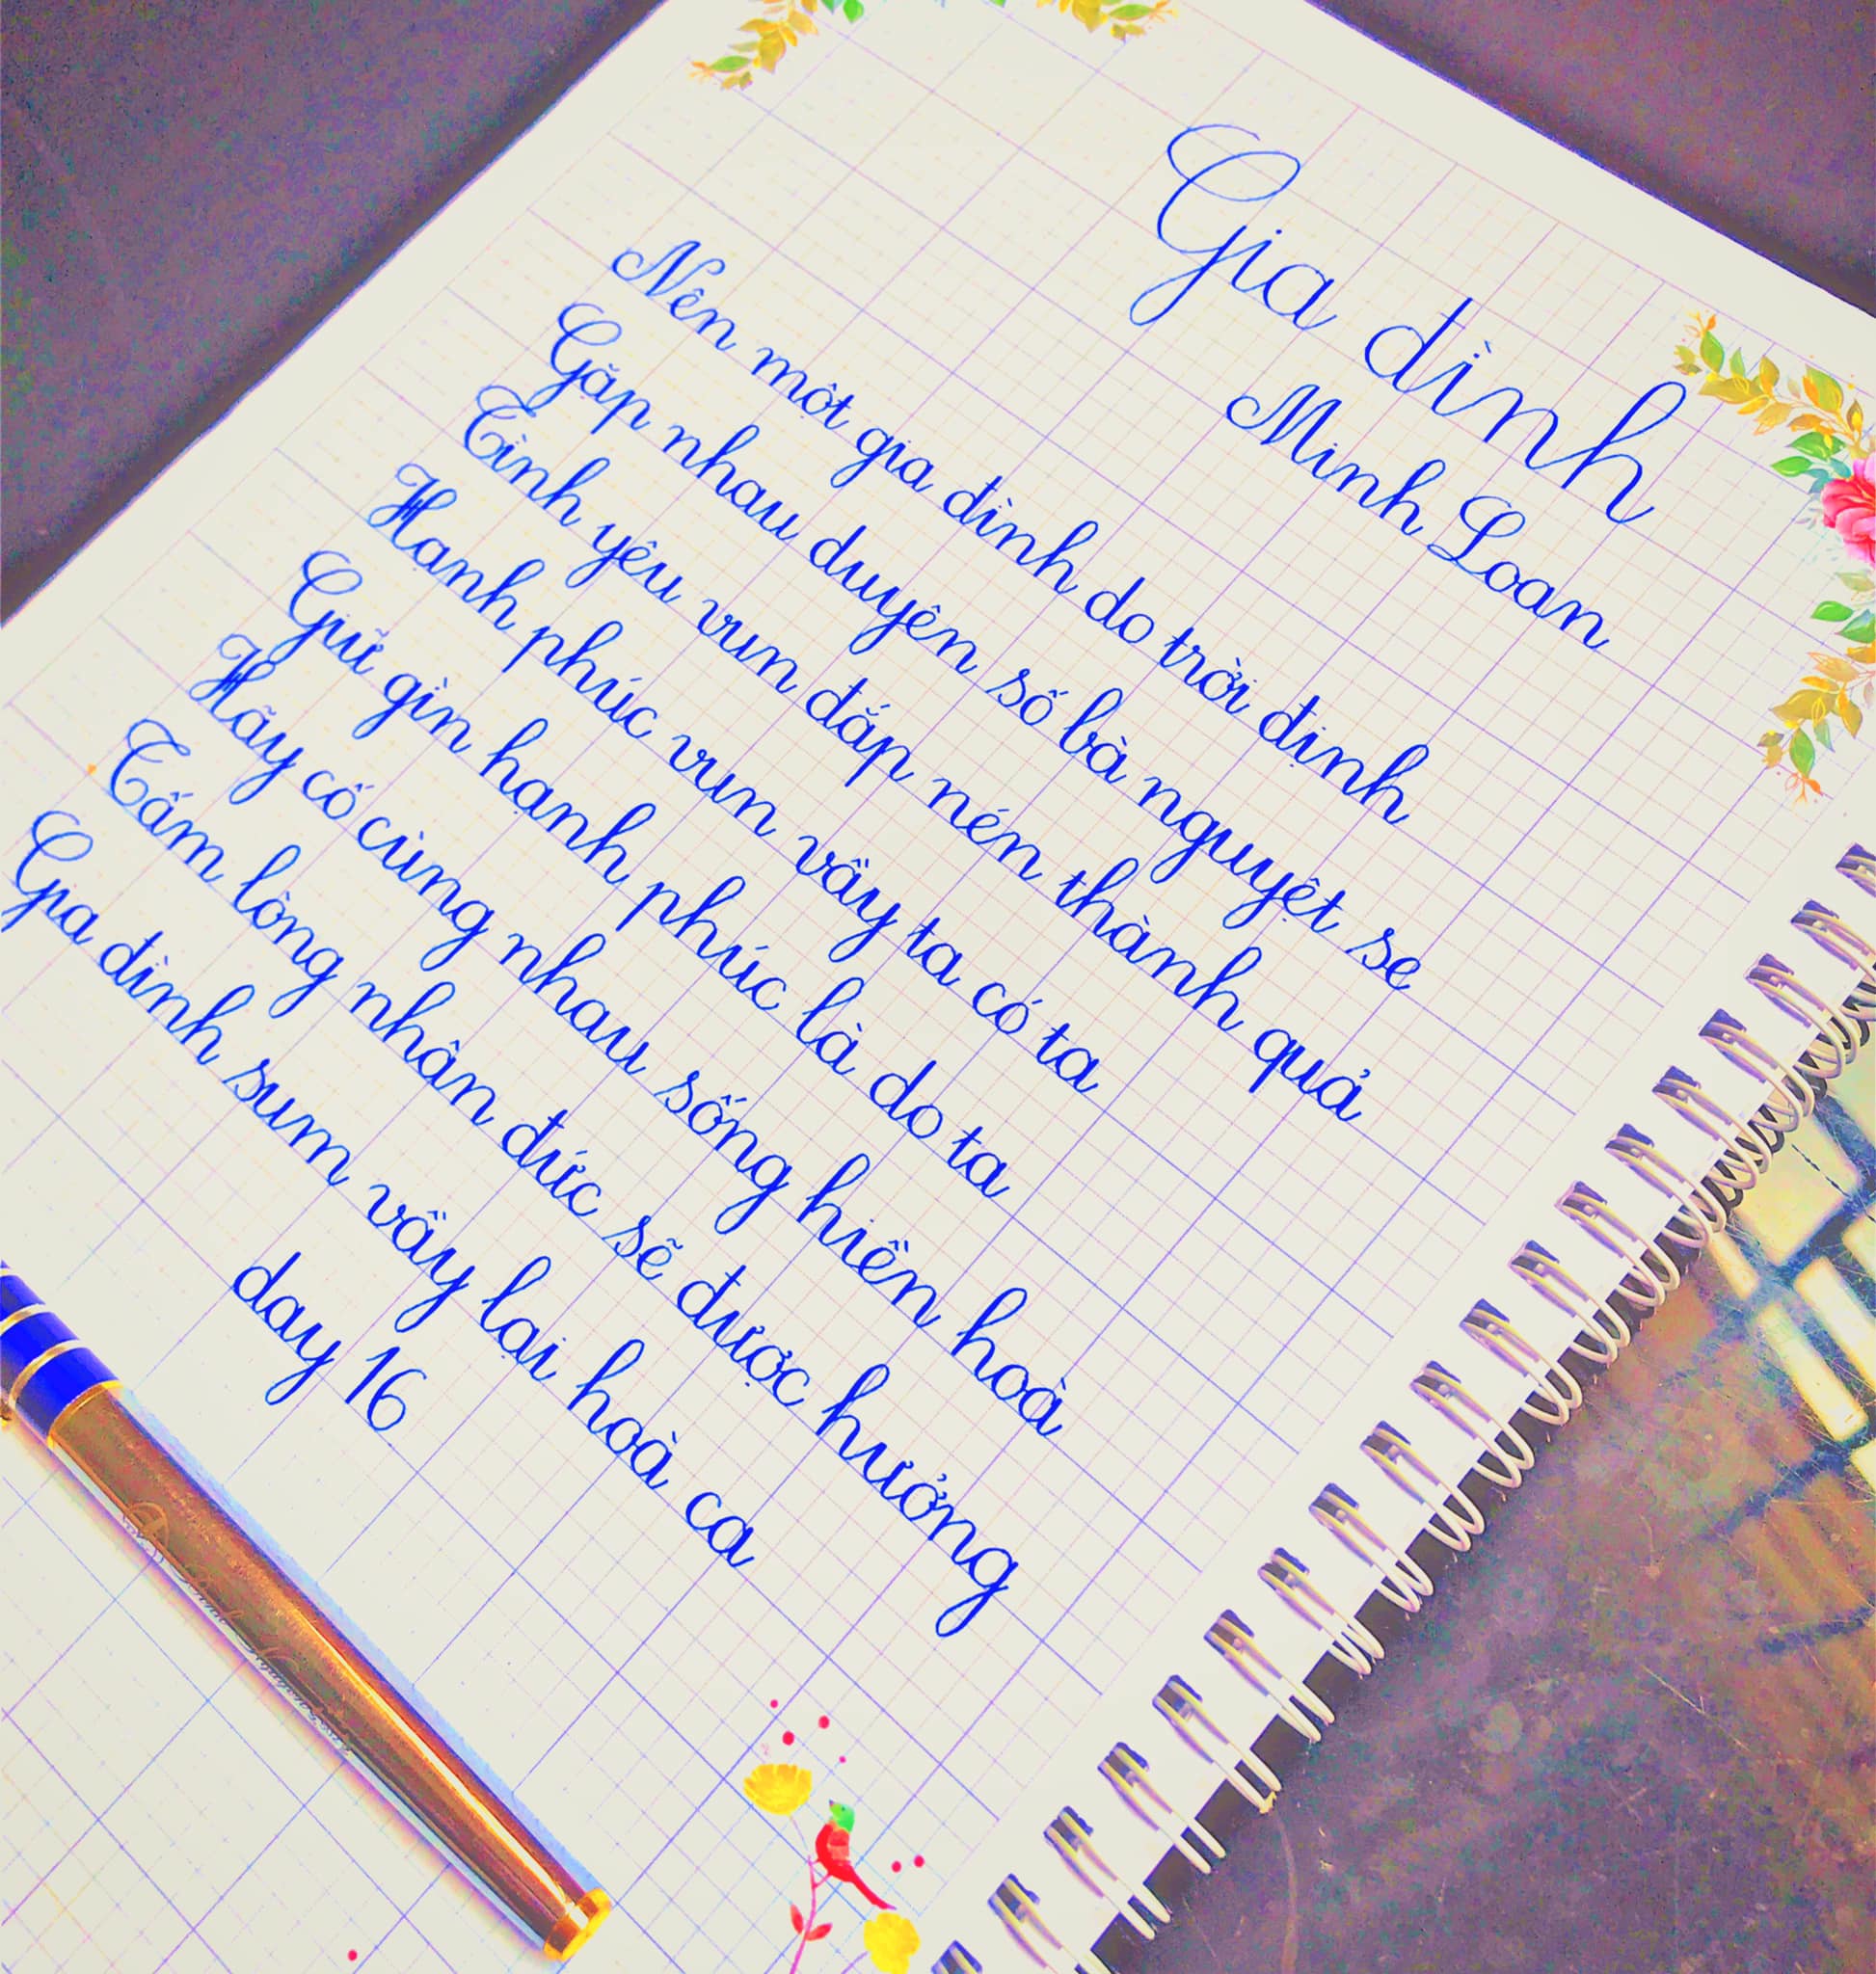 Gia đình
Minh Loan
Nên một gia đình do trời định
Gặp nhau duyên số bà nguyệt se
Tình yêu vun đắp nén thành quả
Hạnh phúc vun vầy ta có ta
Giữ gìn hạnh phúc là do ta
Hãy cố cùng nhau sống hiền hoà
Tấm lòng nhân đức sẽ được hưởng
Gia đình sum vầy lại hoà ca
day 16